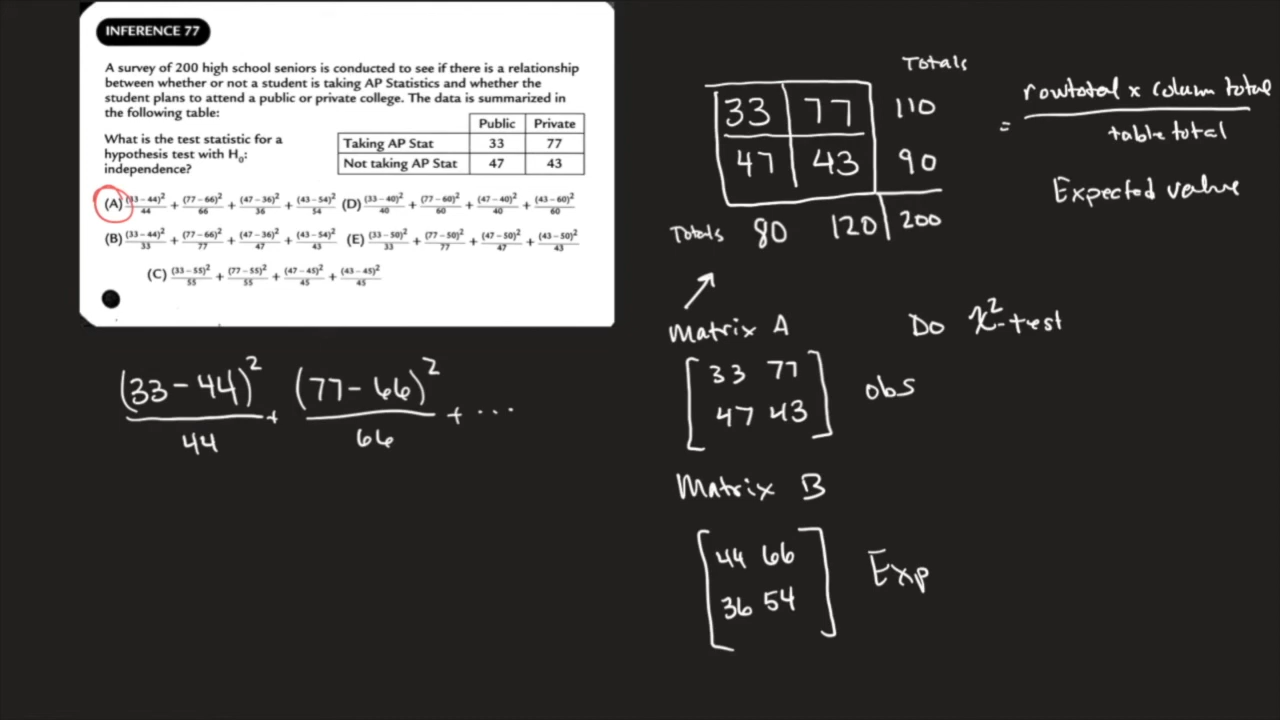 INFERENCE 77
A survey of 200 high school seniors is conducted to see if there is a relationship
between whether or not a student is taking AP Statistics and whether the
student plans to attend a public or private college. The data is summarized in
the following table:
What is the test statistic for a
hypothesis test with H₀:
independence?
Public Private
Taking AP Stat 33 77
Not taking AP Stat 47 43
(A) (33 – 44)²/44 + (77 – 66)²/66 + (47 – 36)²/36 + (43 – 54)²/54 (D) (33 – 40)²/40 + (77 – 60)²/60 + (47 – 40)²/40 + (43 – 60)²/60
(B) (33 – 44)²/33 + (77 – 66)²/77 + (47 – 36)²/47 + (43 – 54)²/43 (E) (33 – 50)²/33 + (77 – 50)²/77 + (47 – 50)²/47 + (43 – 50)²/43
(C) (33 – 55)²/55 + (77 – 55)²/55 + (47 – 45)²/45 + (43 – 45)²/45
(33 – 44)²/44 + (77 – 66)²/66 + ...
Totals
33 77 110
47 43 90
Totals 80 120 200
= row total x column total
table total
Expected value
Matrix A
33 77
47 43
obs
Do χ²-test
Matrix B
44 66
36 54
Exp